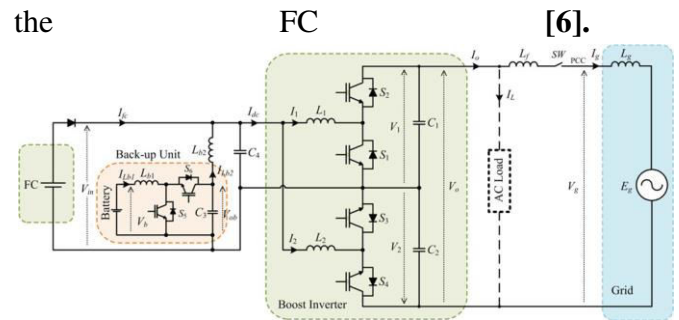 the FC [6].
I_o L_f SW PCC I_g L_g
S_2
I_fc I_dc I_1 L_1 V_1 C_1 I_L
L_b2 C_4
Back-up Unit S_1
FC V_in Battery I_Lb1 L_b1 S_6 I_Lb2 V_o AC Load V_g E_g
V_b S_5 C_3 V_ob S_3
I_2 L_2 V_2 C_2
S_4
Boost Inverter Grid